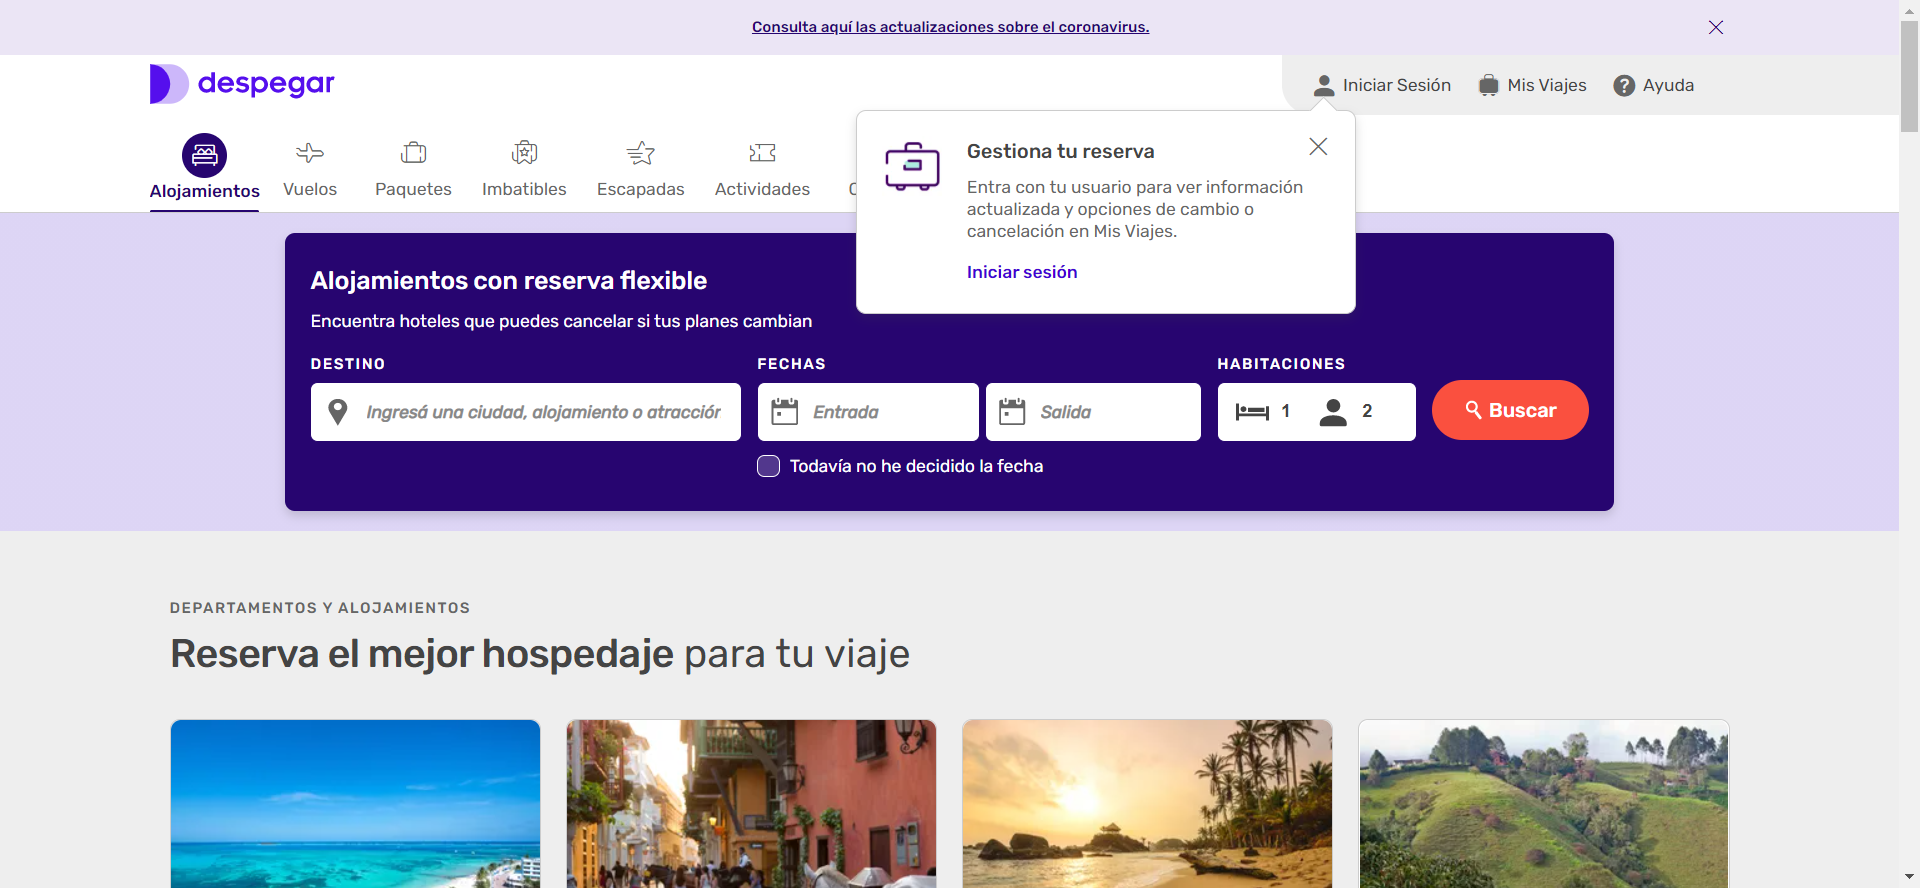 Consulta aquí las actualizaciones sobre el coronavirus.
despegar
Iniciar Sesión
Mis Viajes
Ayuda
Alojamientos
Vuelos
Paquetes
Imbatibles
Escapadas
Actividades
Gestiona tu reserva
Entra con tu usuario para ver información
actualizada y opciones de cambio o
cancelación en Mis Viajes.
Iniciar sesión
Alojamientos con reserva flexible
Encuentra hoteles que puedes cancelar si tus planes cambian
DESTINO
FECHAS
HABITACIONES
Ingresá una ciudad, alojamiento o atracción
Entrada
Salida
1
2
Buscar
Todavía no he decidido la fecha
DEPARTAMENTOS Y ALOJAMIENTOS
Reserva el mejor hospedaje para tu viaje